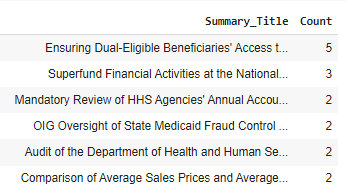 Summary_Title Count
Ensuring Dual-Eligible Beneficiaries' Access t... 5
Superfund Financial Activities at the National... 3
Mandatory Review of HHS Agencies' Annual Accou... 2
OIG Oversight of State Medicaid Fraud Control ... 2
Audit of the Department of Health and Human Se... 2
Comparison of Average Sales Prices and Average... 2